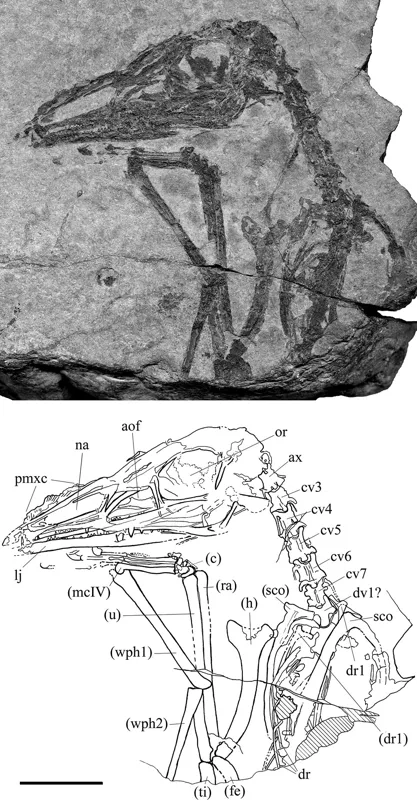 or
aof
ax
na
cv3
pmxc
cv4
cv5
lj
cv6
(c)
cv7
(mcIV)
(ra)
(sco)
dv1?
(u)
(h)
sco
(wph1)
dr1
(wph2)
(dr1)
dr
(ti)
(fe)